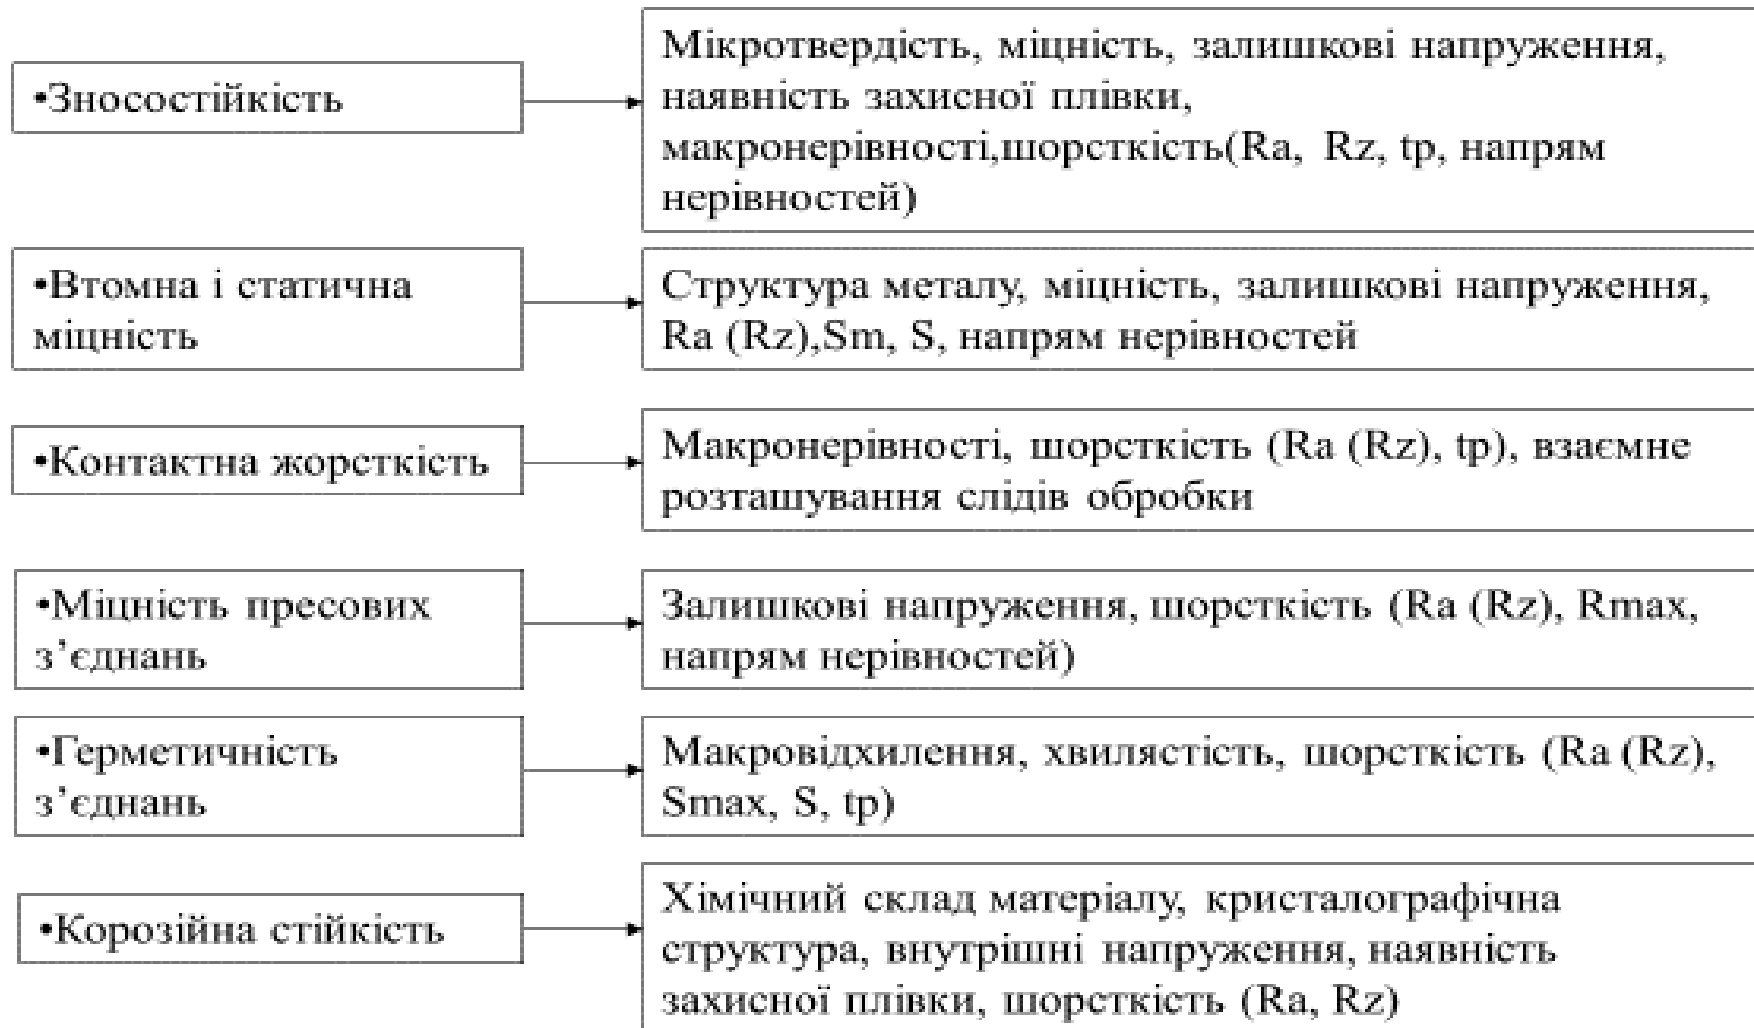 •Зносостійкість
Мікротвердість, міцність, залишкові напруження,
наявність захисної плівки,
макронерівності,шорсткість(Ra, Rz, tp, напрям
нерівностей)
•Втомна і статична
міцність
Структура металу, міцність, залишкові напруження,
Ra (Rz),Sm, S, напрям нерівностей
•Контактна жорсткість
Макронерівності, шорсткість (Ra (Rz), tp), взаємне
розташування слідів обробки
•Міцність пресових
з’єднань
Залишкові напруження, шорсткість (Ra (Rz), Rmax,
напрям нерівностей)
•Герметичність
з’єднань
Макровідхилення, хвилястість, шорсткість (Ra (Rz),
Smax, S, tp)
•Корозійна стійкість
Хімічний склад матеріалу, кристалографічна
структура, внутрішні напруження, наявність
захисної плівки, шорсткість (Ra, Rz)